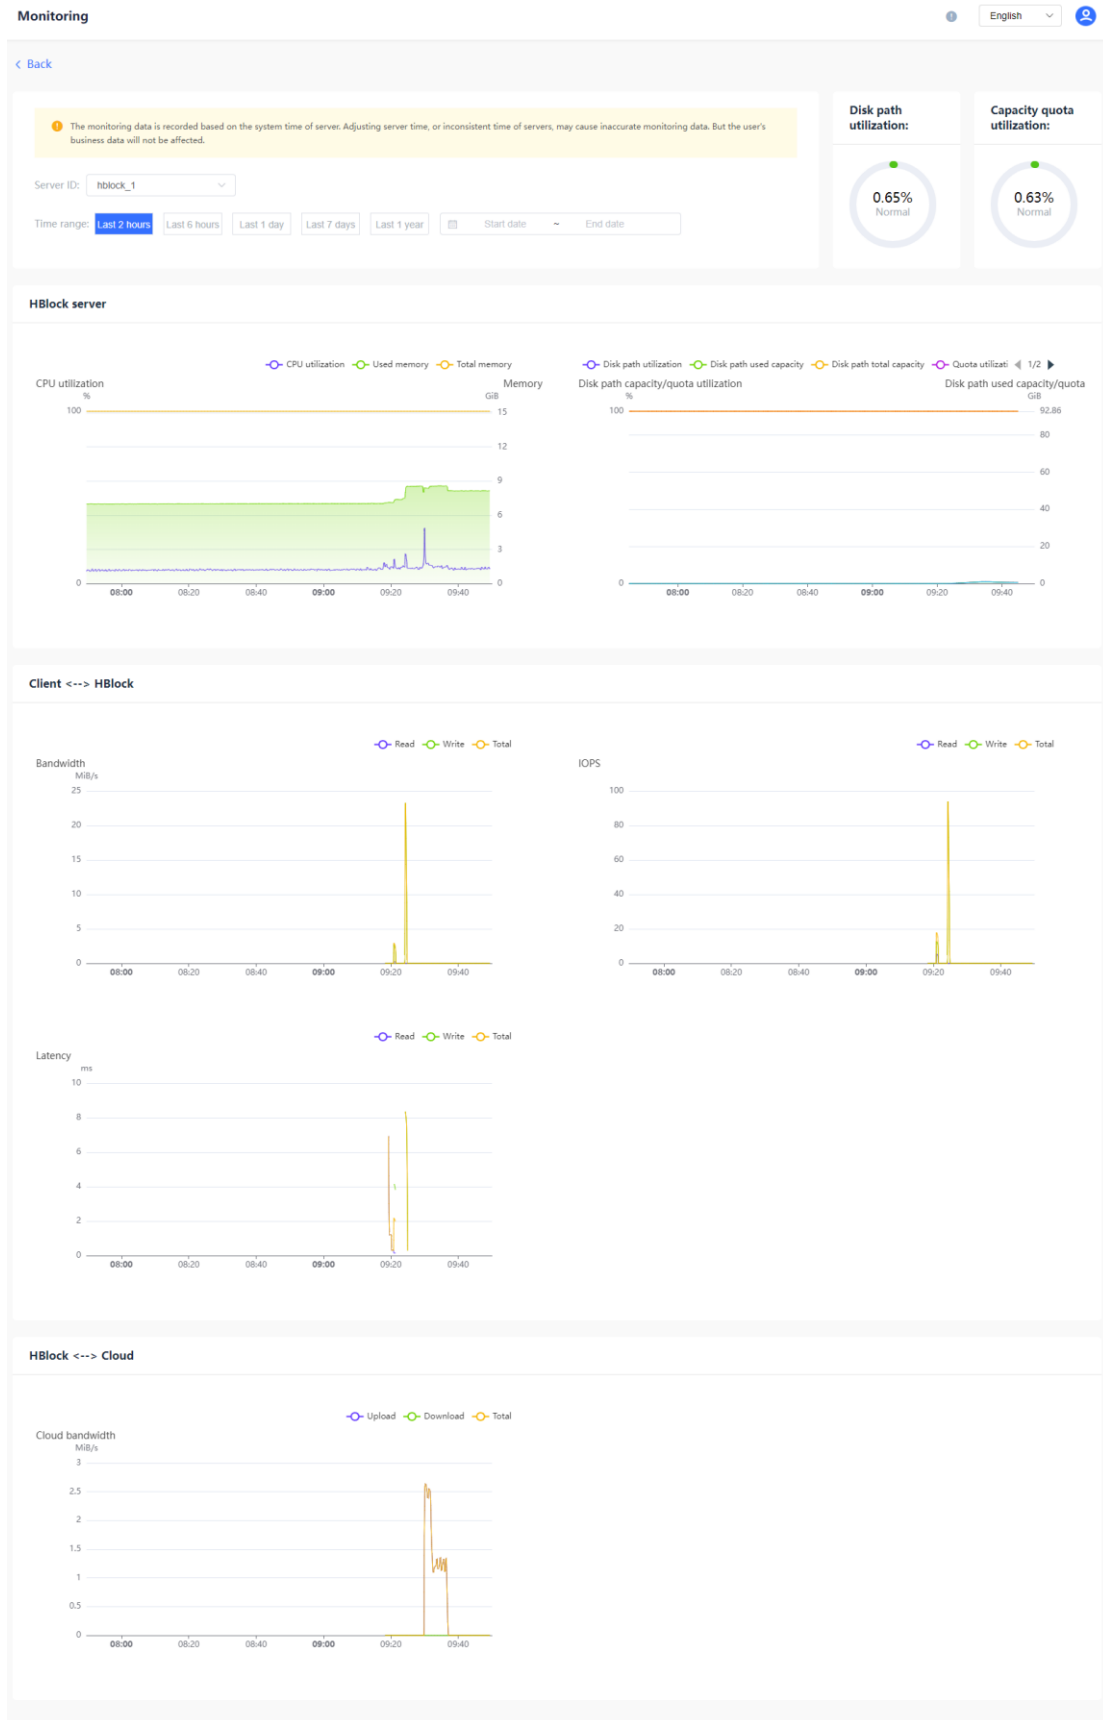 Monitoring
English
Back
The monitoring data is recorded based on the system time of server. Adjusting server time, or inconsistent time of servers, may cause inaccurate monitoring data. But the user's
business data will not be affected.
Server ID: hblock_1
Time range: Last 2 hours Last 6 hours Last 1 day Last 7 days Last 1 year Start date ~ End date
Disk path
utilization:
0.65%
Normal
Capacity quota
utilization:
0.63%
Normal
HBlock server
CPU utilization Used memory Total memory
CPU utilization Memory
% GiB
100 15
12
9
6
3
0 0
08:00 08:20 08:40 09:00 09:20 09:40
Disk path utilization Disk path used capacity Disk path total capacity Quota utilizati 1/2
Disk path capacity/quota utilization Disk path used capacity/quota
% GiB
100 92.86
80
60
40
20
0 0
08:00 08:20 08:40 09:00 09:20 09:40
Client <--> HBlock
Read Write Total
Bandwidth
MiB/s
25
20
15
10
5
0
08:00 08:20 08:40 09:00 09:20 09:40
Read Write Total
IOPS
100
80
60
40
20
0
08:00 08:20 08:40 09:00 09:20 09:40
Read Write Total
Latency
ms
10
8
6
4
2
0
08:00 08:20 08:40 09:00 09:20 09:40
HBlock <--> Cloud
Upload Download Total
Cloud bandwidth
MiB/s
3
2.5
2
1.5
1
0.5
0
08:00 08:20 08:40 09:00 09:20 09:40